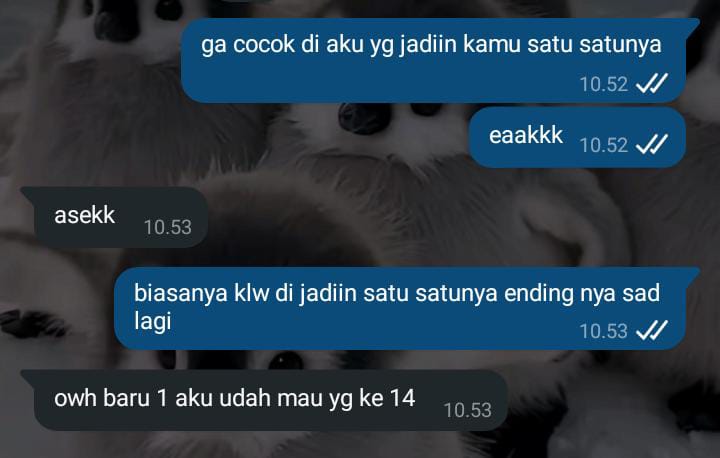 ga cocok di aku yg jadiin kamu satu satunya
10.52
eaakkk 10.52
asekk 10.53
biasanya klw di jadiin satu satunya ending nya sad
lagi 10.53
owh baru 1 aku udah mau yg ke 14 10.53